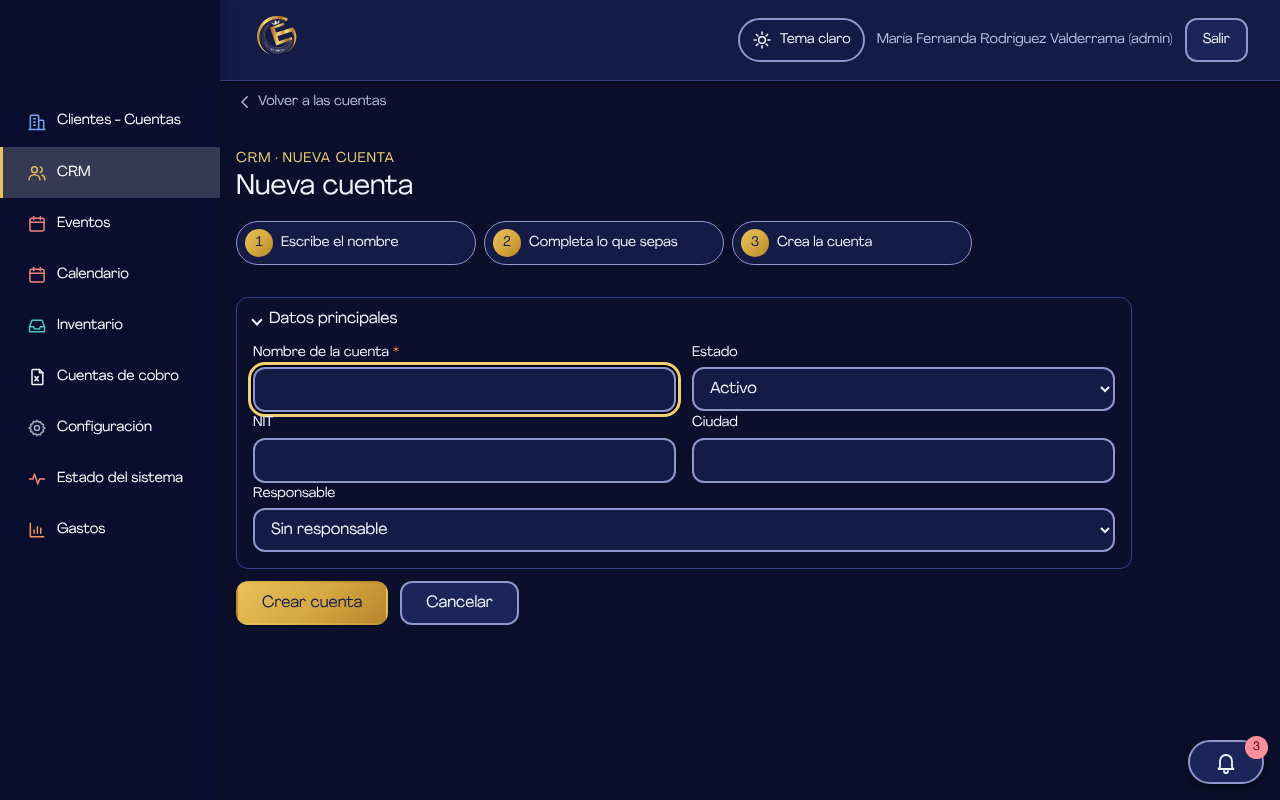 Tema claro
María Fernanda Rodríguez Valderrama (admin)
Salir
Clientes - Cuentas
CRM
Eventos
Calendario
Inventario
Cuentas de cobro
Configuración
Estado del sistema
Gastos
Volver a las cuentas
CRM · NUEVA CUENTA
Nueva cuenta
1 Escribe el nombre
2 Completa lo que sepas
3 Crea la cuenta
Datos principales
Nombre de la cuenta *
Estado
Activo
NIT
Ciudad
Responsable
Sin responsable
Crear cuenta
Cancelar
3